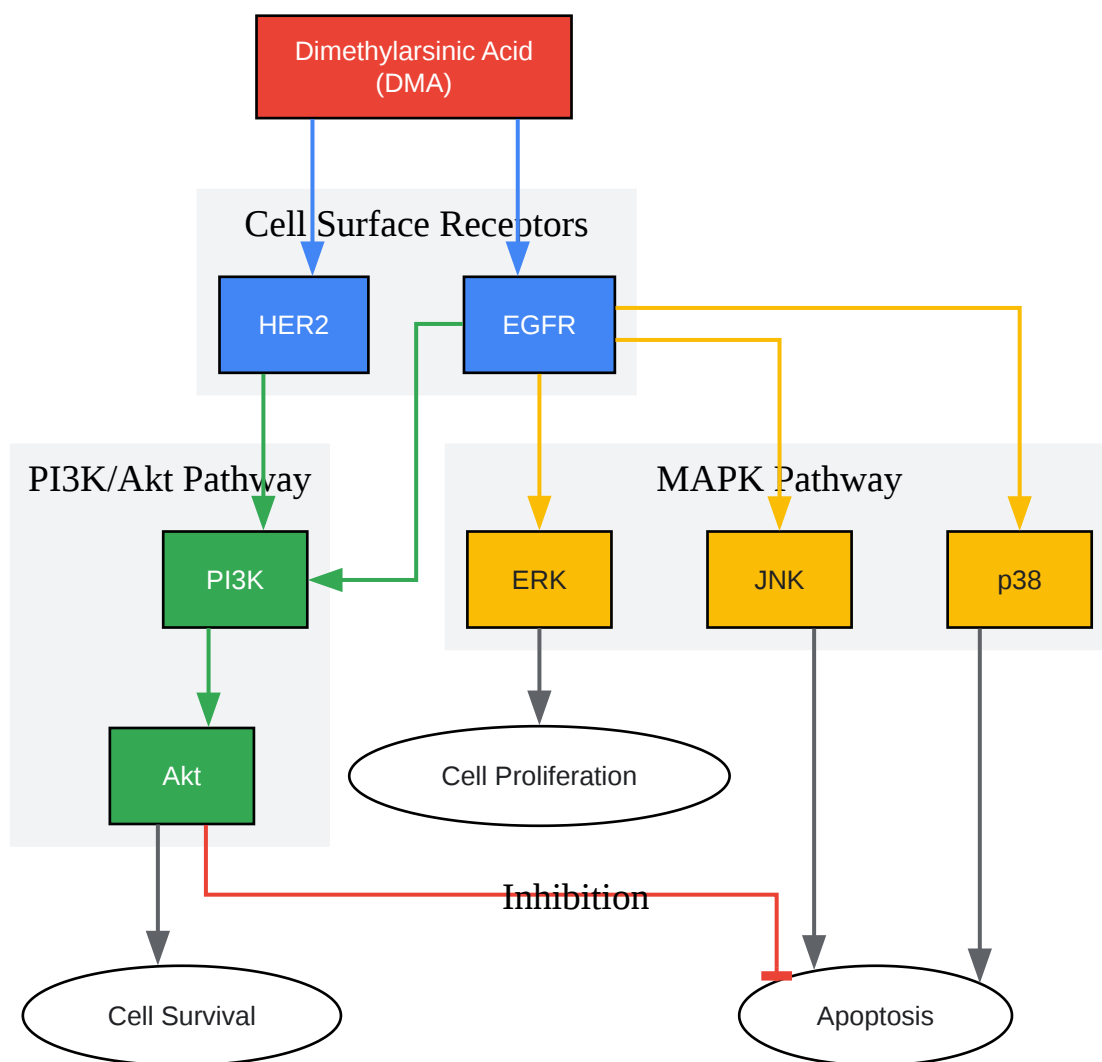 Dimethylarsinic Acid
(DMA)
Cell Surface Receptors
HER2
EGFR
PI3K/Akt Pathway
MAPK Pathway
PI3K
ERK
JNK
p38
Akt
Cell Proliferation
Inhibition
Cell Survival
Apoptosis